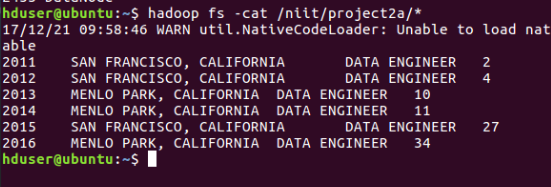 hduser@ubuntu:~$ hadoop fs -cat /niit/project2a/*
17/12/21 09:58:46 WARN util.NativeCodeLoader: Unable to load nat
able
2011 SAN FRANCISCO, CALIFORNIA DATA ENGINEER 2
2012 SAN FRANCISCO, CALIFORNIA DATA ENGINEER 4
2013 MENLO PARK, CALIFORNIA DATA ENGINEER 10
2014 MENLO PARK, CALIFORNIA DATA ENGINEER 11
2015 SAN FRANCISCO, CALIFORNIA DATA ENGINEER 27
2016 MENLO PARK, CALIFORNIA DATA ENGINEER 34
hduser@ubuntu:~$